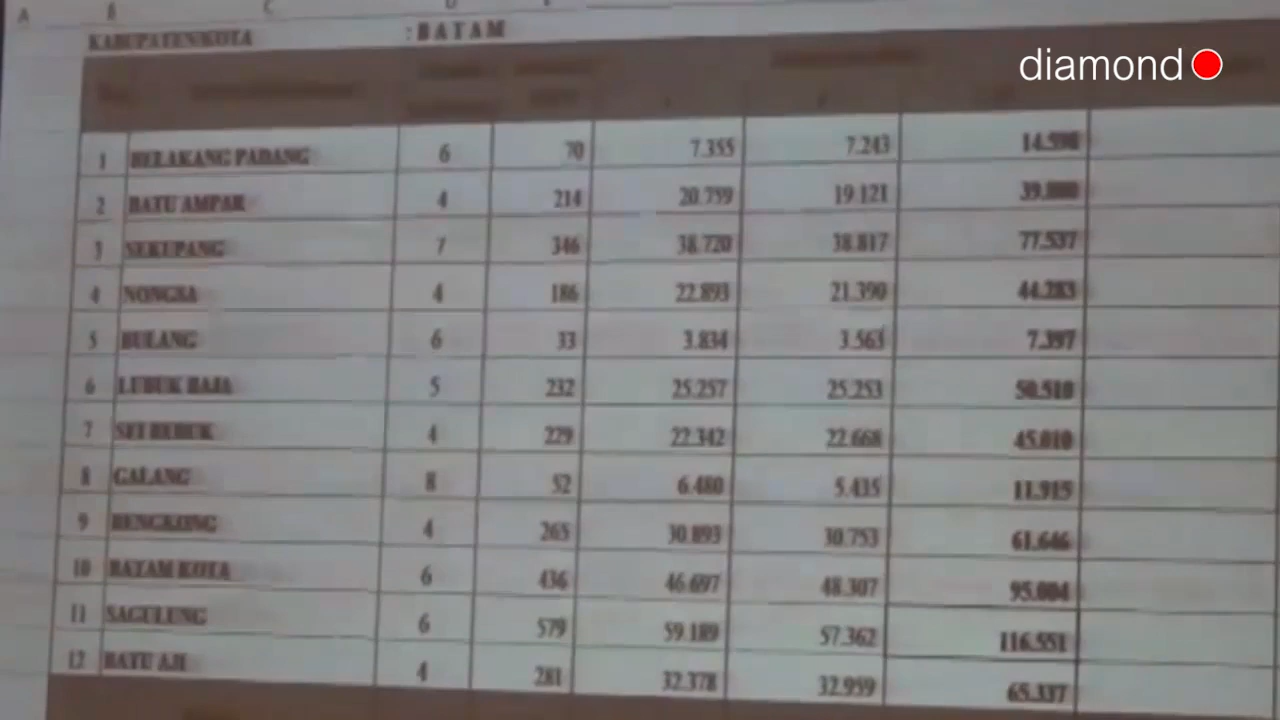 A B C D
KABUPATEN/KOTA : BATAM
diamond
1 BELAKANG PADANG 6 70 7.355 7.243 14.598
2 BATU AMPAR 4 214 20.759 19.121 39.880
3 SEKUPANG 7 346 38.720 38.817 77.537
4 NONGSA 4 186 22.893 21.390 44.283
5 BULANG 6 33 3.834 3.563 7.397
6 LUBUK BAJA 5 232 25.257 25.253 50.510
7 SEI BEDUK 4 229 22.342 22.668 45.010
8 GALANG 8 52 6.480 5.435 11.915
9 BENGKONG 4 265 30.893 30.753 61.646
10 BATAM KOTA 6 436 46.697 48.307 95.004
11 SAGULUNG 6 579 59.189 57.362 116.551
12 BATU AJI 4 281 32.378 32.959 65.337